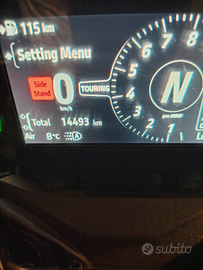 115 km
Setting Menu
8
7
6
5
4
3
2
1
Side
Stand
0
km/h
TOURING
N
Total 14493 km
Air 8°C A
subito